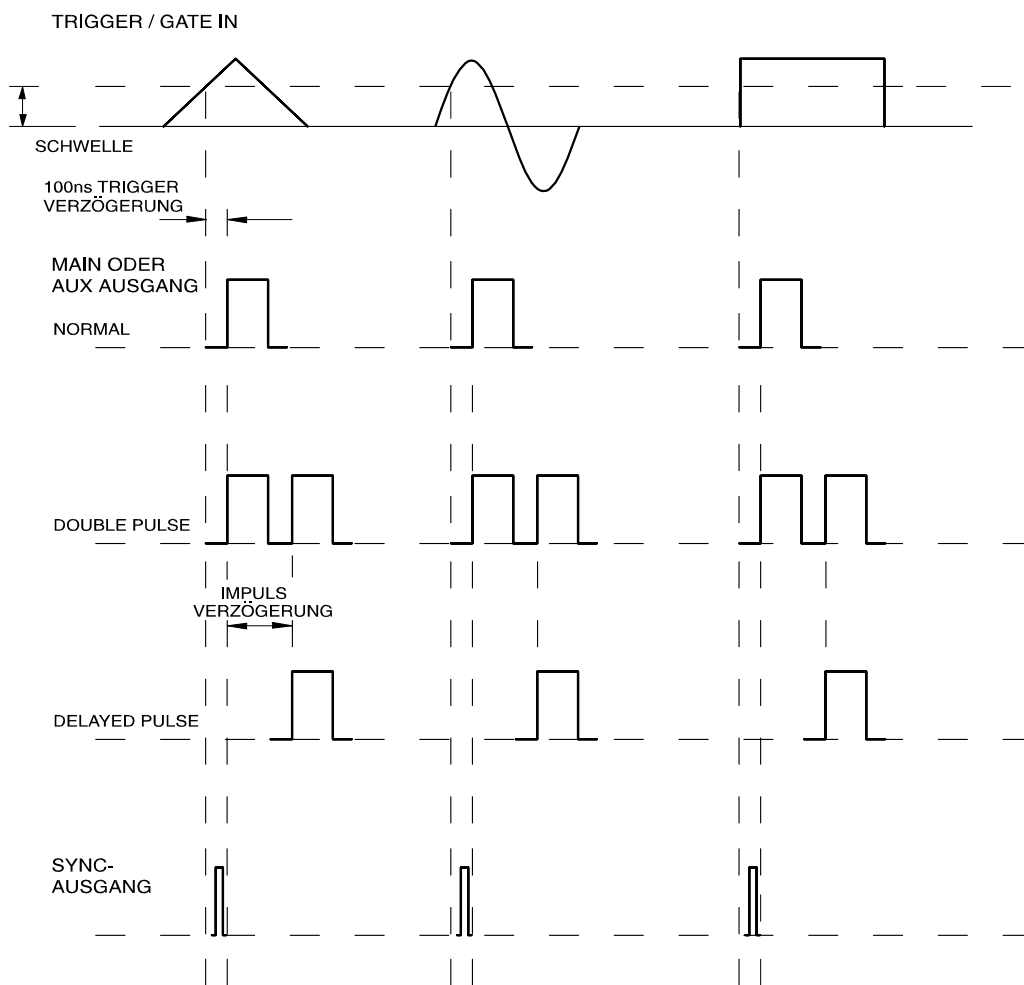 TRIGGER / GATE IN
SCHWELLE
100ns TRIGGER
VERZÖGERUNG
MAIN ODER
AUX AUSGANG
NORMAL
DOUBLE PULSE
IMPULS
VERZÖGERUNG
DELAYED PULSE
SYNC-
AUSGANG